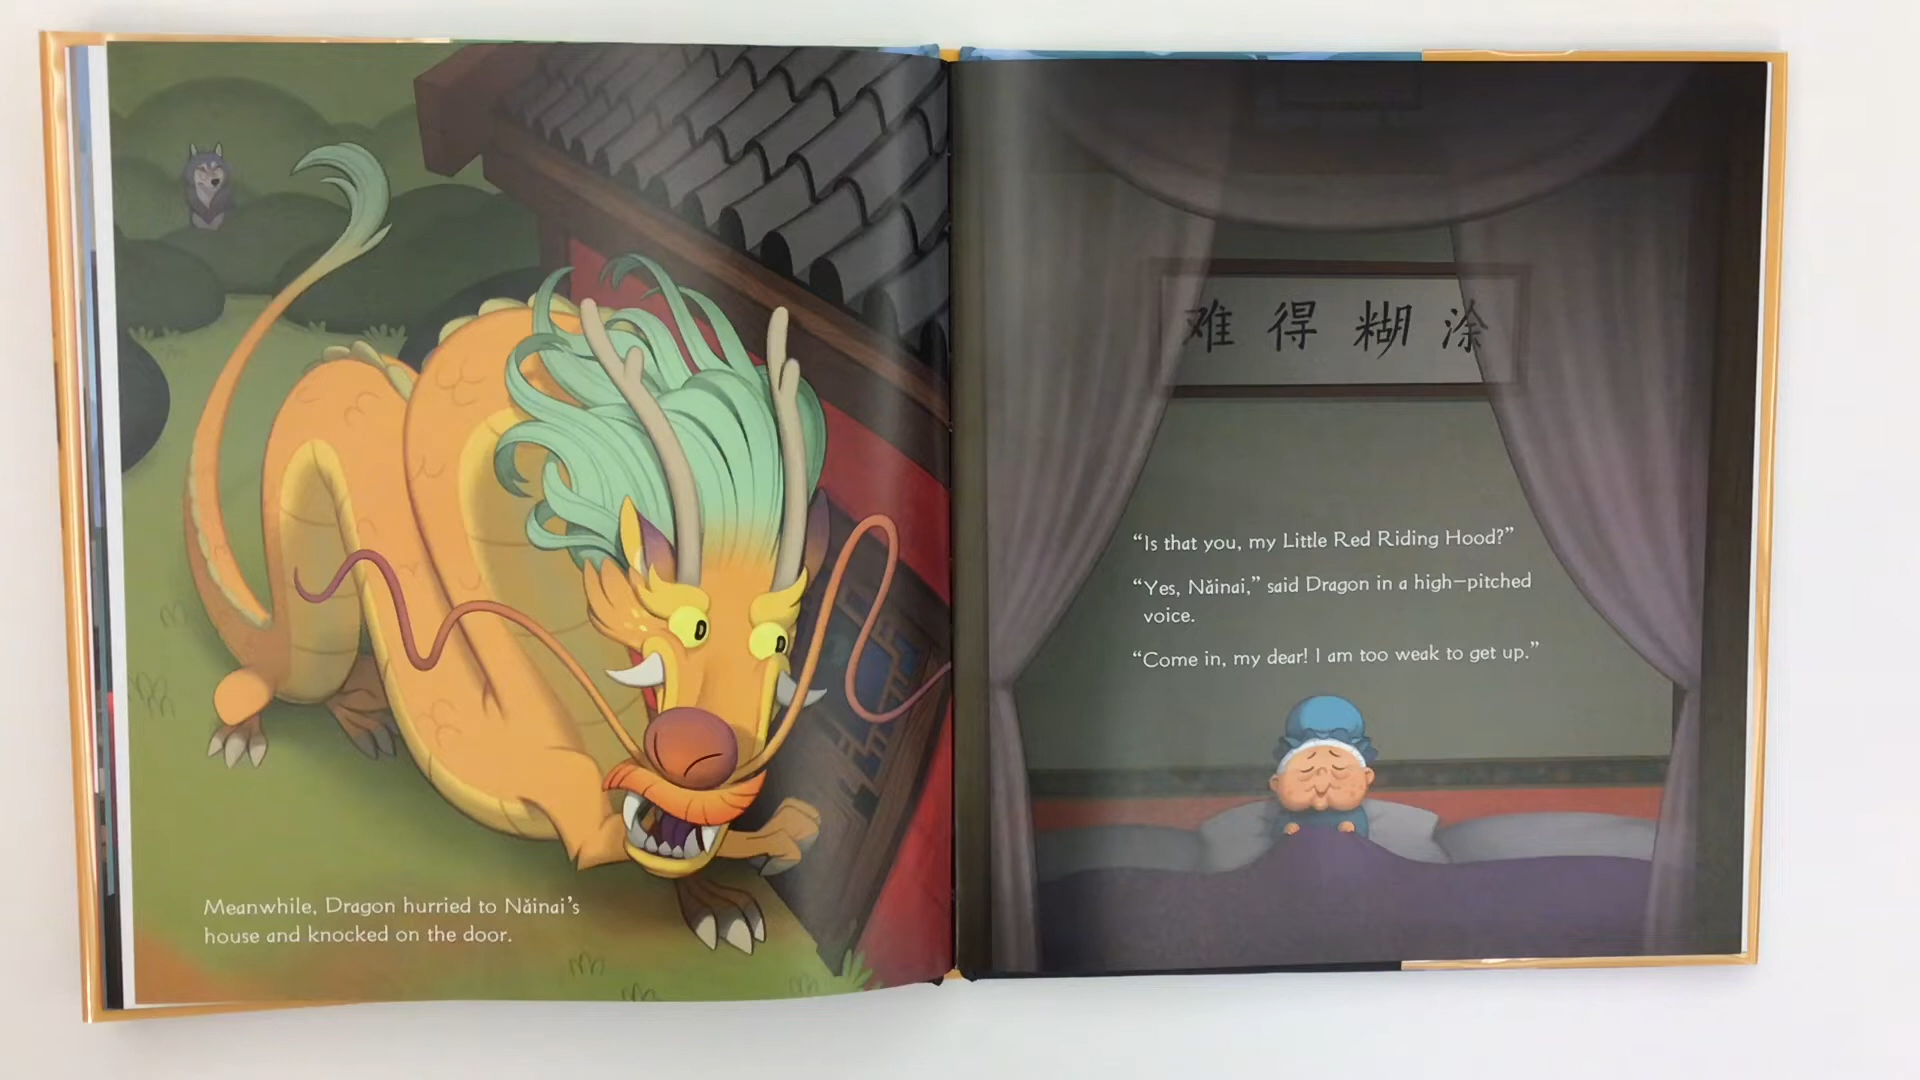 Meanwhile, Dragon hurried to Năinai's
house and knocked on the door.
难得糊涂
“Is that you, my Little Red Riding Hood?”
“Yes, Năinai,” said Dragon in a high-pitched
voice.
“Come in, my dear! I am too weak to get up.”